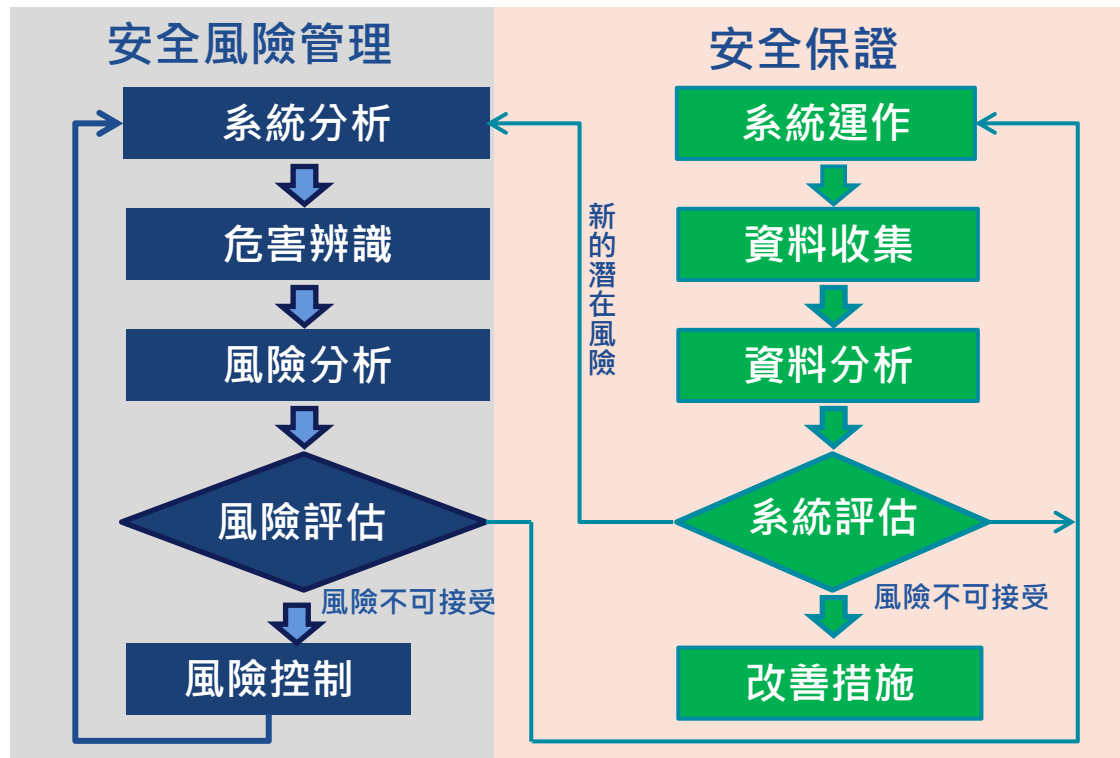 安全風險管理
系統分析
危害辨識
風險分析
風險評估
風險不可接受
風險控制
新的潛在風險
安全保證
系統運作
資料收集
資料分析
系統評估
風險不可接受
改善措施